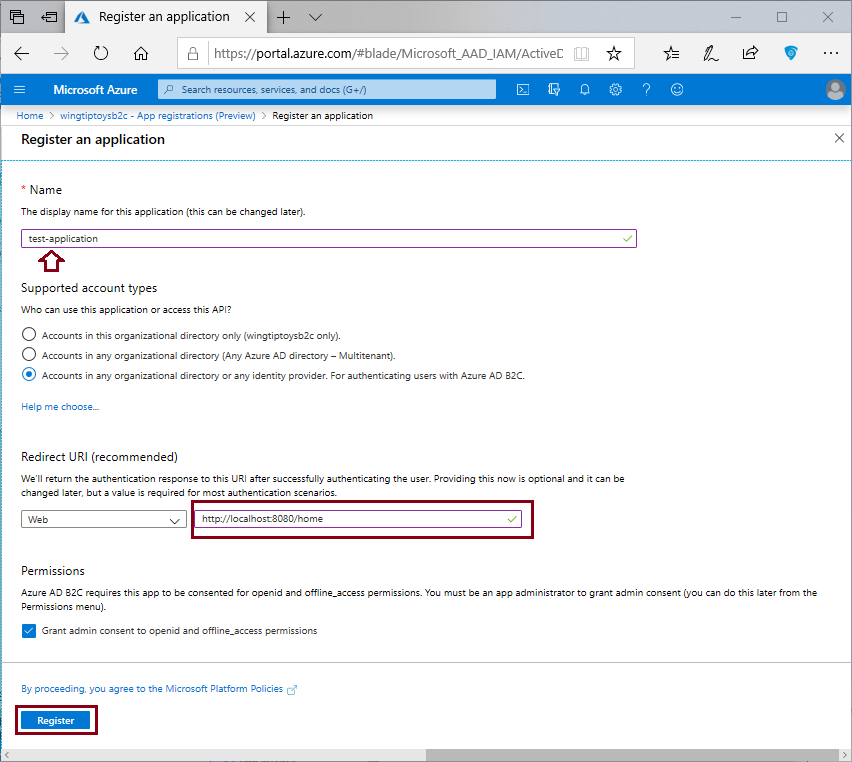 Register an application
https://portal.azure.com/#blade/Microsoft_AAD_IAM/ActiveD
Microsoft Azure
Search resources, services, and docs (G+/)
Home > wingtiptoysb2c - App registrations (Preview) > Register an application
Register an application
* Name
The display name for this application (this can be changed later).
test-application
Supported account types
Who can use this application or access this API?
Accounts in this organizational directory only (wingtiptoysb2c only).
Accounts in any organizational directory (Any Azure AD directory – Multitenant).
Accounts in any organizational directory or any identity provider. For authenticating users with Azure AD B2C.
Help me choose...
Redirect URI (recommended)
We'll return the authentication response to this URI after successfully authenticating the user. Providing this now is optional and it can be
changed later, but a value is required for most authentication scenarios.
Web
http://localhost:8080/home
Permissions
Azure AD B2C requires this app to be consented for openid and offline_access permissions. You must be an app administrator to grant admin consent (you can do this later from the
Permissions menu).
Grant admin consent to openid and offline_access permissions
By proceeding, you agree to the Microsoft Platform Policies
Register